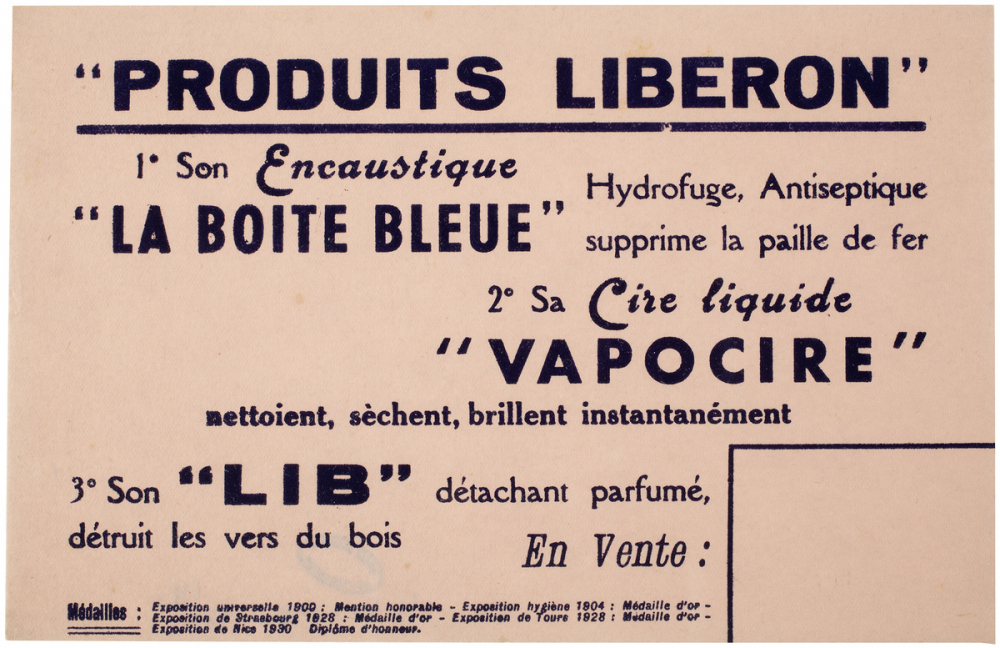 “PRODUITS LIBERON”
1° Son Encaustique
“LA BOITE BLEUE”
Hydrofuge, Antiseptique
supprime la paille de fer
2° Sa Cire liquide
“VAPOCIRE”
nettoient, sèchent, brillent instantanément
3° Son “LIB” détachant parfumé,
détruit les vers du bois
En Vente :
Médailles : Exposition universelle 1900 : Mention honorable - Exposition hygiène 1904 : Médaille d'or -
Exposition de Strasbourg 1928 : Médaille d'or - Exposition de Tours 1928 : Médaille d'or -
Exposition de Nice 1930 Diplôme d'honneur.